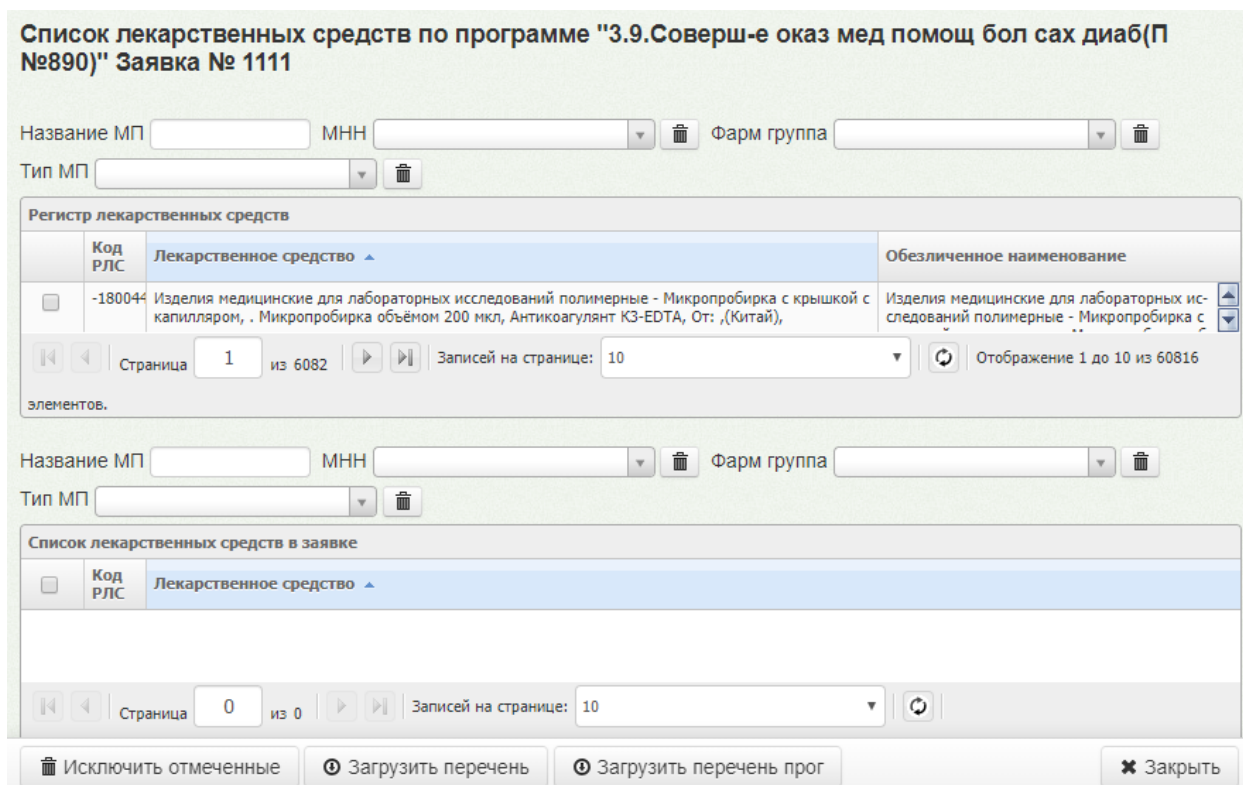 Список лекарственных средств по программе "3.9.Соверш-е оказ мед помощ бол сах диаб(П
№890)" Заявка № 1111
Название МП МНН Фарм группа
Тип МП
Регистр лекарственных средств
Код РЛС Лекарственное средство Обезличенное наименование
-180044 Изделия медицинские для лабораторных исследований полимерные - Микропробирка с крышкой с Изделия медицинские для лабораторных ис-
капилляром, . Микропробирка объёмом 200 мкл, Антикоагулянт K3-EDTA, От: ,(Китай), следований полимерные - Микропробирка с
Страница 1 из 6082 Записей на странице: 10 Отображение 1 до 10 из 60816
элементов.
Название МП МНН Фарм группа
Тип МП
Список лекарственных средств в заявке
Код РЛС Лекарственное средство
Страница 0 из 0 Записей на странице: 10
Исключить отмеченные Загрузить перечень Загрузить перечень прог Закрыть